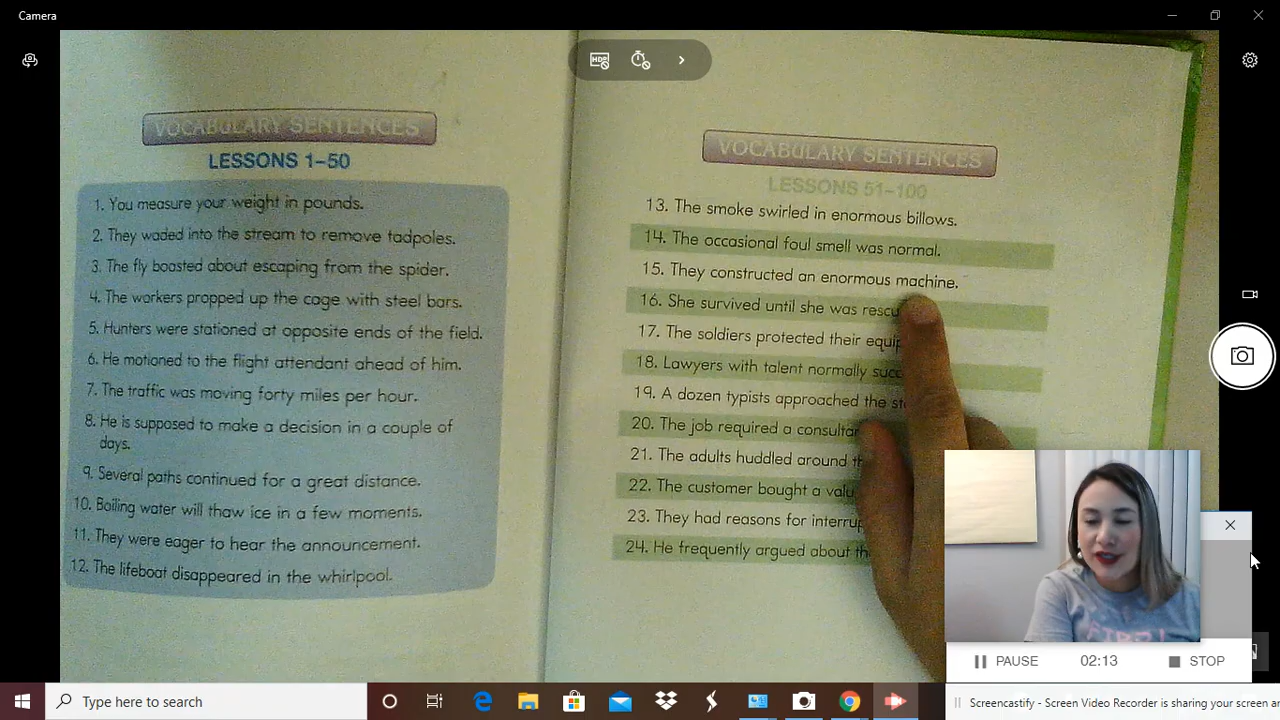 Camera
VOCABULARY SENTENCES
LESSONS 1–50
1. You measure your weight in pounds.
2. They waded into the stream to remove tadpoles.
3. The fly boasted about escaping from the spider.
4. The workers propped up the cage with steel bars.
5. Hunters were stationed at opposite ends of the field.
6. He motioned to the flight attendant ahead of him.
7. The traffic was moving forty miles per hour.
8. He is supposed to make a decision in a couple of
days.
9. Several paths continued for a great distance.
10. Boiling water will thaw ice in a few moments.
11. They were eager to hear the announcement.
12. The lifeboat disappeared in the whirlpool.
VOCABULARY SENTENCES
LESSONS 51–100
13. The smoke swirled in enormous billows.
14. The occasional foul smell was normal.
15. They constructed an enormous machine.
16. She survived until she was
17. The soldiers protected their
18. Lawyers with talent normally
19. A dozen typists approached the
20. The job required a
21. The adults huddled around
22. The customer bought a
23. They had reasons for
24. He frequently argued about
PAUSE
02:13
STOP
Type here to search
Screencastify - Screen Video Recorder is sharing your screen